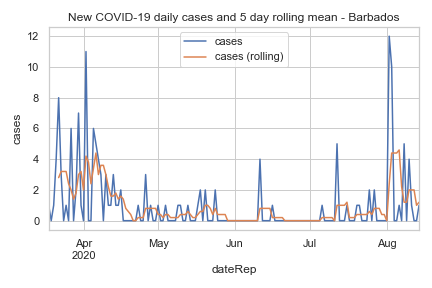 New COVID-19 daily cases and 5 day rolling mean - Barbados
cases
cases (rolling)
12
10
8
6
4
2
0
cases
Apr
2020
May
Jun
Jul
Aug
dateRep